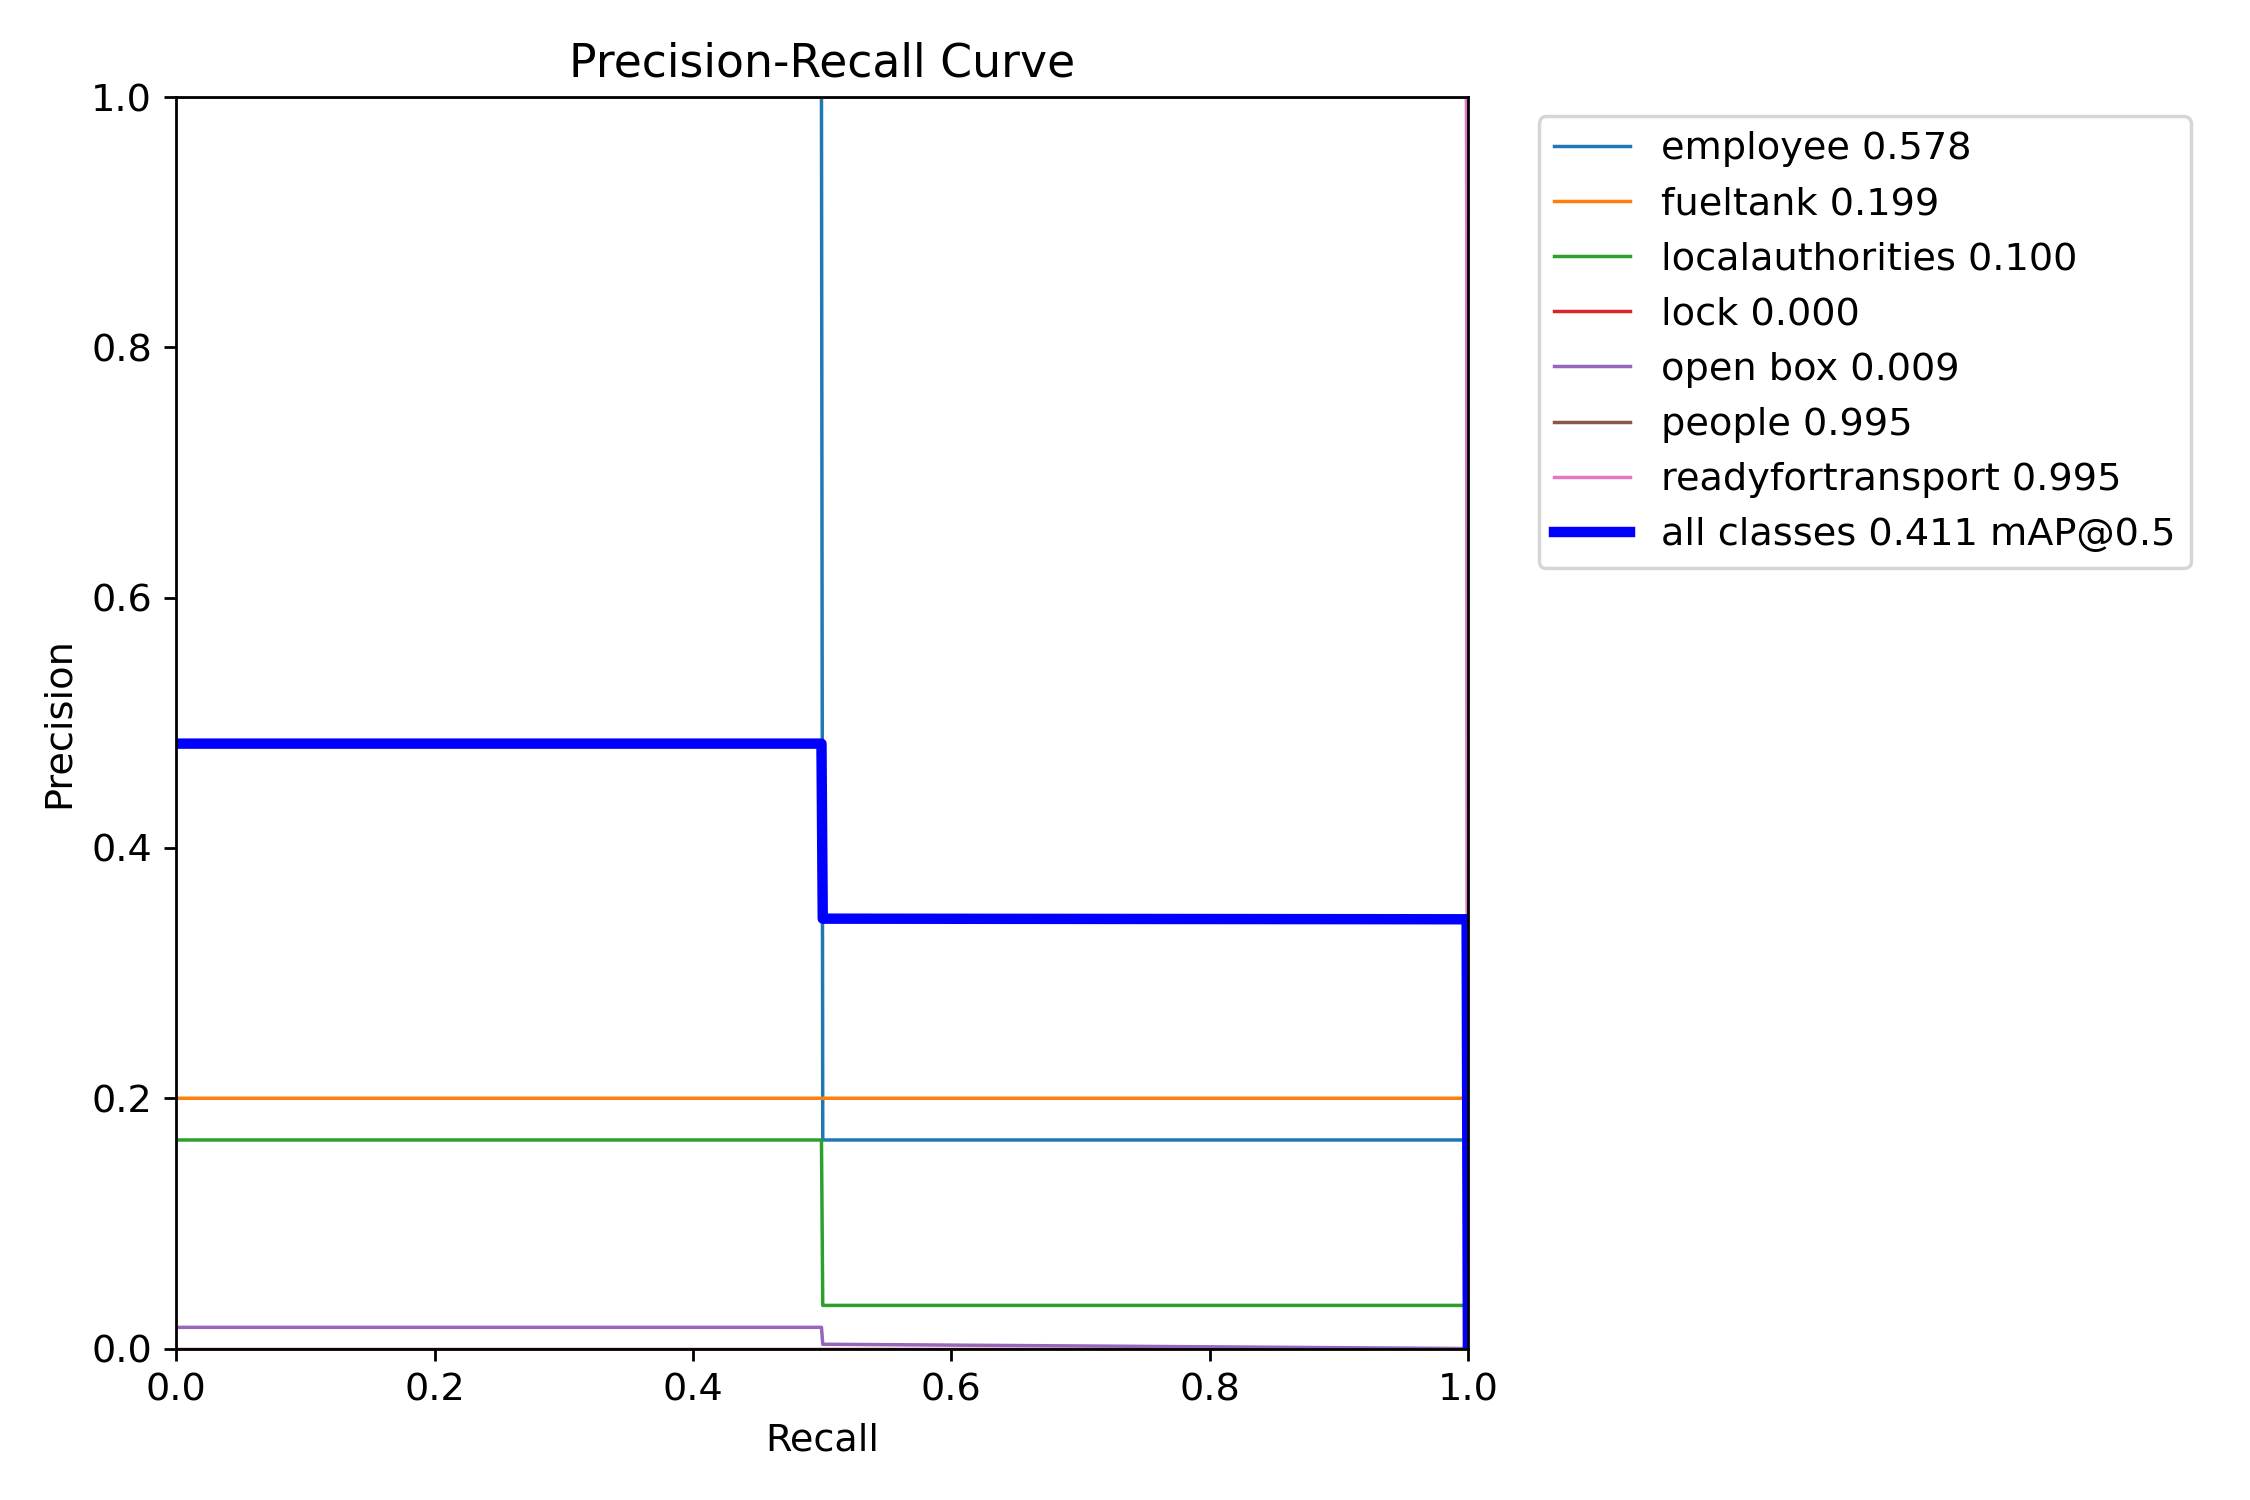 Precision-Recall Curve
1.0
0.8
0.6
0.4
0.2
0.0
Precision
0.0 0.2 0.4 0.6 0.8 1.0
Recall
employee 0.578
fueltank 0.199
localauthorities 0.100
lock 0.000
open box 0.009
people 0.995
readyfortransport 0.995
all classes 0.411 mAP@0.5